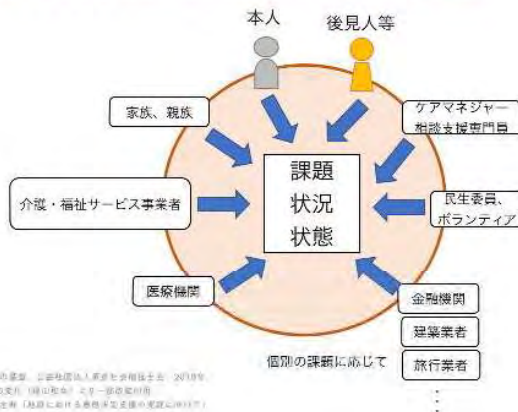 本人
後見人等
家族、親族
ケアマネジャー
相談支援専門員
課題
状況
状態
介護・福祉サービス事業者
民生委員、
ボランティア
医療機関
金融機関
個別の課題に応じて
建築業者
旅行業者